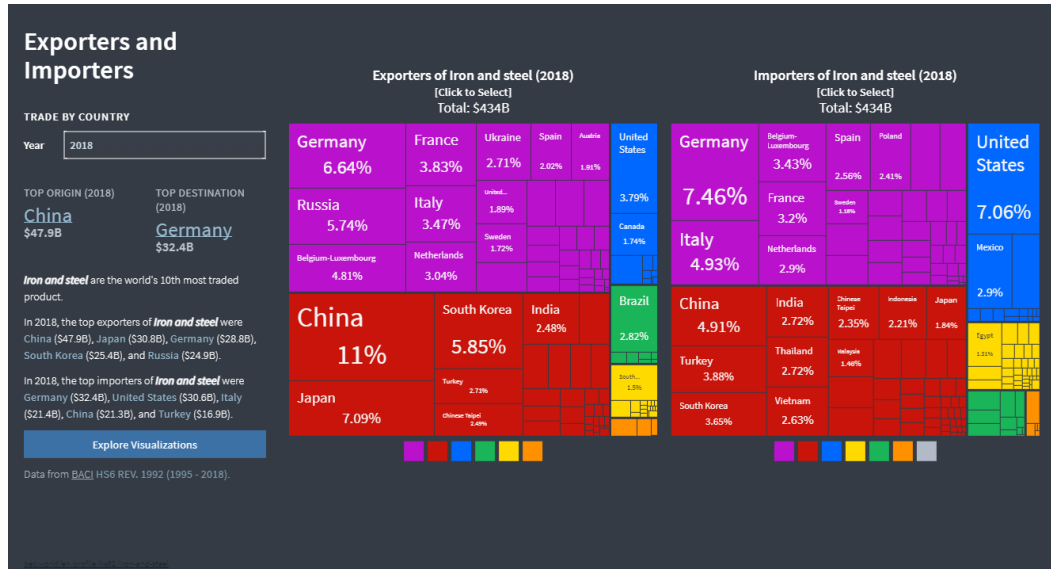 Exporters and
Importers
TRADE BY COUNTRY
Year
2018
TOP ORIGIN (2018)
China
$47.9B
TOP DESTINATION
(2018)
Germany
$32.4B
Iron and steel are the world's 10th most traded
product.
In 2018, the top exporters of Iron and steel were
China ($47.9B), Japan ($30.8B), Germany ($28.8B),
South Korea ($25.4B), and Russia ($24.9B).
In 2018, the top importers of Iron and steel were
Germany ($32.4B), United States ($30.6B), Italy
($21.4B), China ($21.3B), and Turkey ($16.9B).
Explore Visualizations
Data from BACI HS6 REV. 1992 (1995 - 2018).
Exporters of Iron and steel (2018)
[Click to Select]
Total: $434B
Germany
6.64%
Russia
5.74%
Belgium-Luxembourg
4.81%
France
3.83%
Italy
3.47%
Netherlands
3.04%
Ukraine
2.71%
Spain
2.02%
Austria
1.91%
United...
1.89%
Sweden
1.72%
United
States
3.79%
Canada
1.74%
China
11%
Japan
7.09%
South Korea
5.85%
Turkey
2.73%
Chinese Taipei
2.49%
India
2.48%
Brazil
2.82%
South...
1.5%
Importers of Iron and steel (2018)
[Click to Select]
Total: $434B
Germany
7.46%
Italy
4.93%
Belgium-
Luxembourg
3.43%
France
3.2%
Netherlands
2.9%
Spain
2.56%
Poland
2.41%
Sweden
1.18%
United
States
7.06%
Mexico
2.9%
China
4.91%
Turkey
3.88%
South Korea
3.65%
India
2.72%
Thailand
2.72%
Vietnam
2.63%
Chinese
Taipei
2.35%
Indonesia
2.21%
Japan
1.84%
Malaysia
1.46%
Egypt